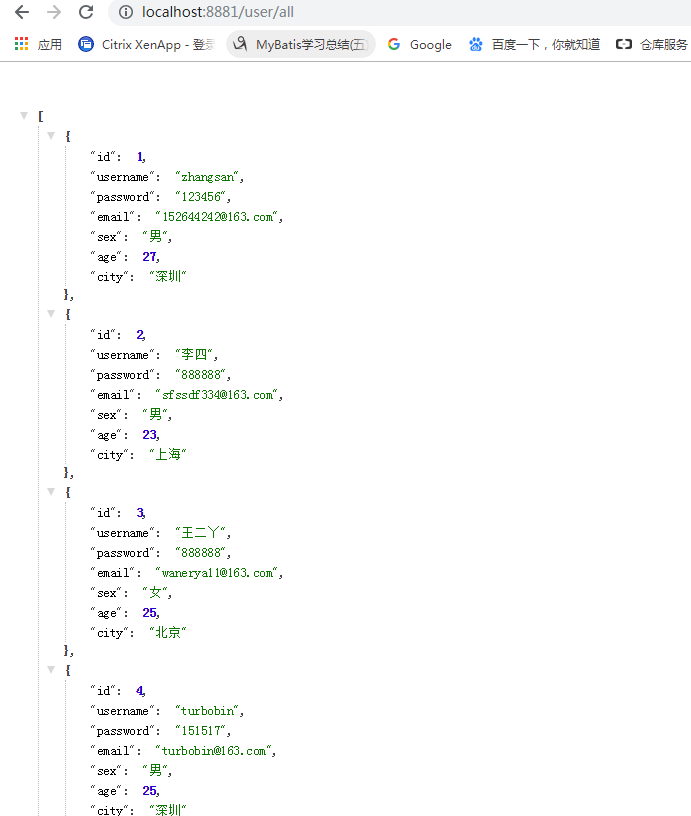 localhost:8881/user/all
应用 Citrix XenApp - 登录 MyBatis学习总结(五) Google 百度一下，你就知道 仓库服务
[
{
"id": 1,
"username": "zhangsan",
"password": "123456",
"email": "152644242@163.com",
"sex": "男",
"age": 27,
"city": "深圳"
},
{
"id": 2,
"username": "李四",
"password": "888888",
"email": "sfssdf334@163.com",
"sex": "男",
"age": 23,
"city": "上海"
},
{
"id": 3,
"username": "王二丫",
"password": "888888",
"email": "wanerya11@163.com",
"sex": "女",
"age": 25,
"city": "北京"
},
{
"id": 4,
"username": "turbobin",
"password": "151517",
"email": "turbobin@163.com",
"sex": "男",
"age": 25,
"city": "深圳"